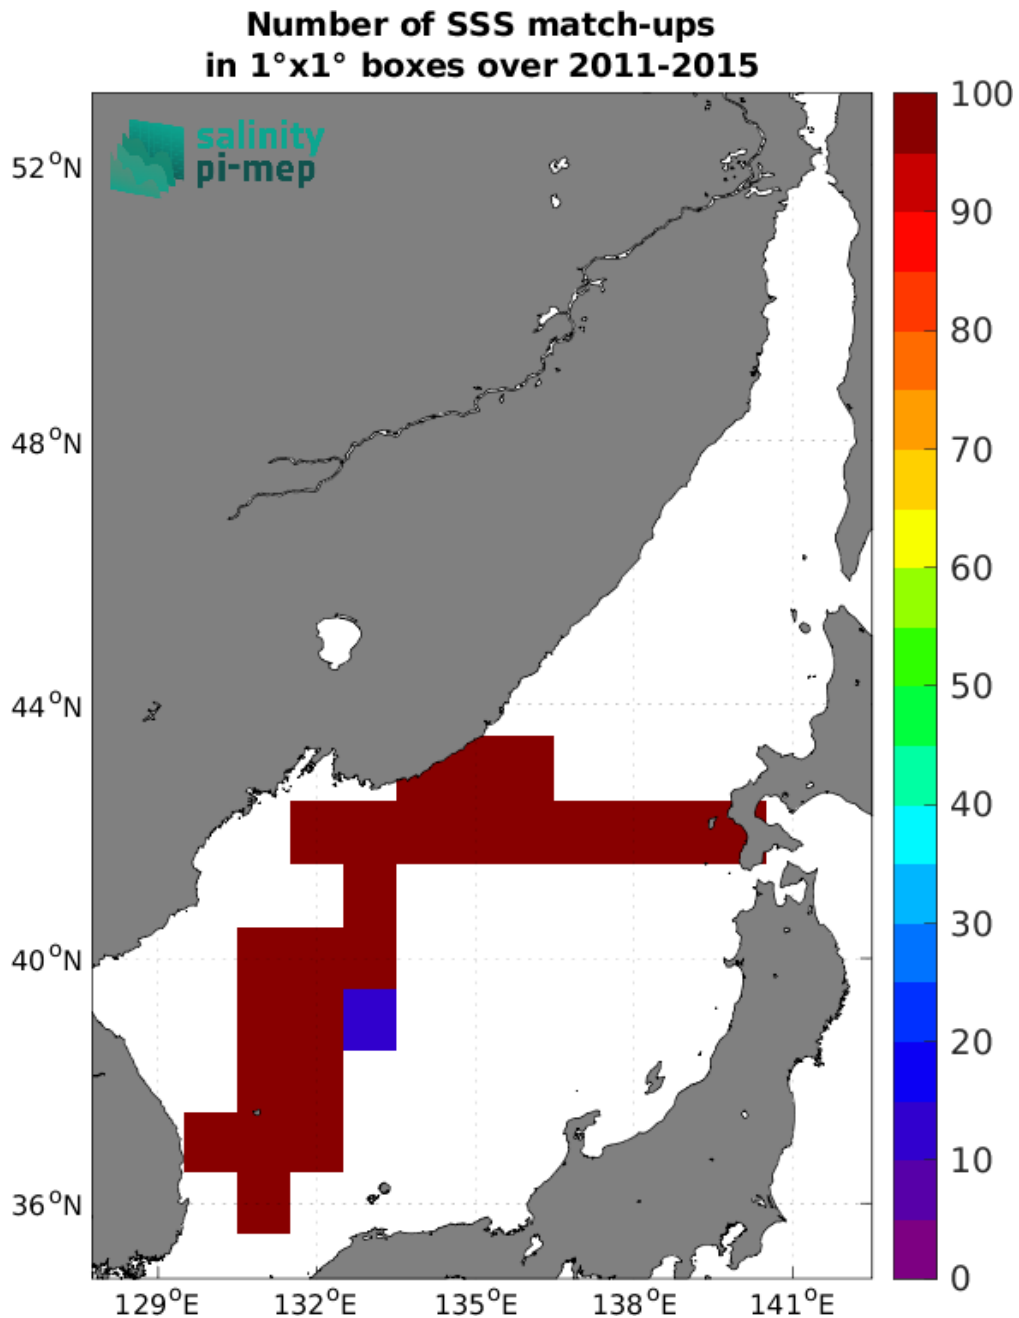 Number of SSS match-ups
in 1°x1° boxes over 2011-2015
salinity
pi-mep
52°N
48°N
44°N
40°N
36°N
129°E
132°E
135°E
138°E
141°E
100
90
80
70
60
50
40
30
20
10
0